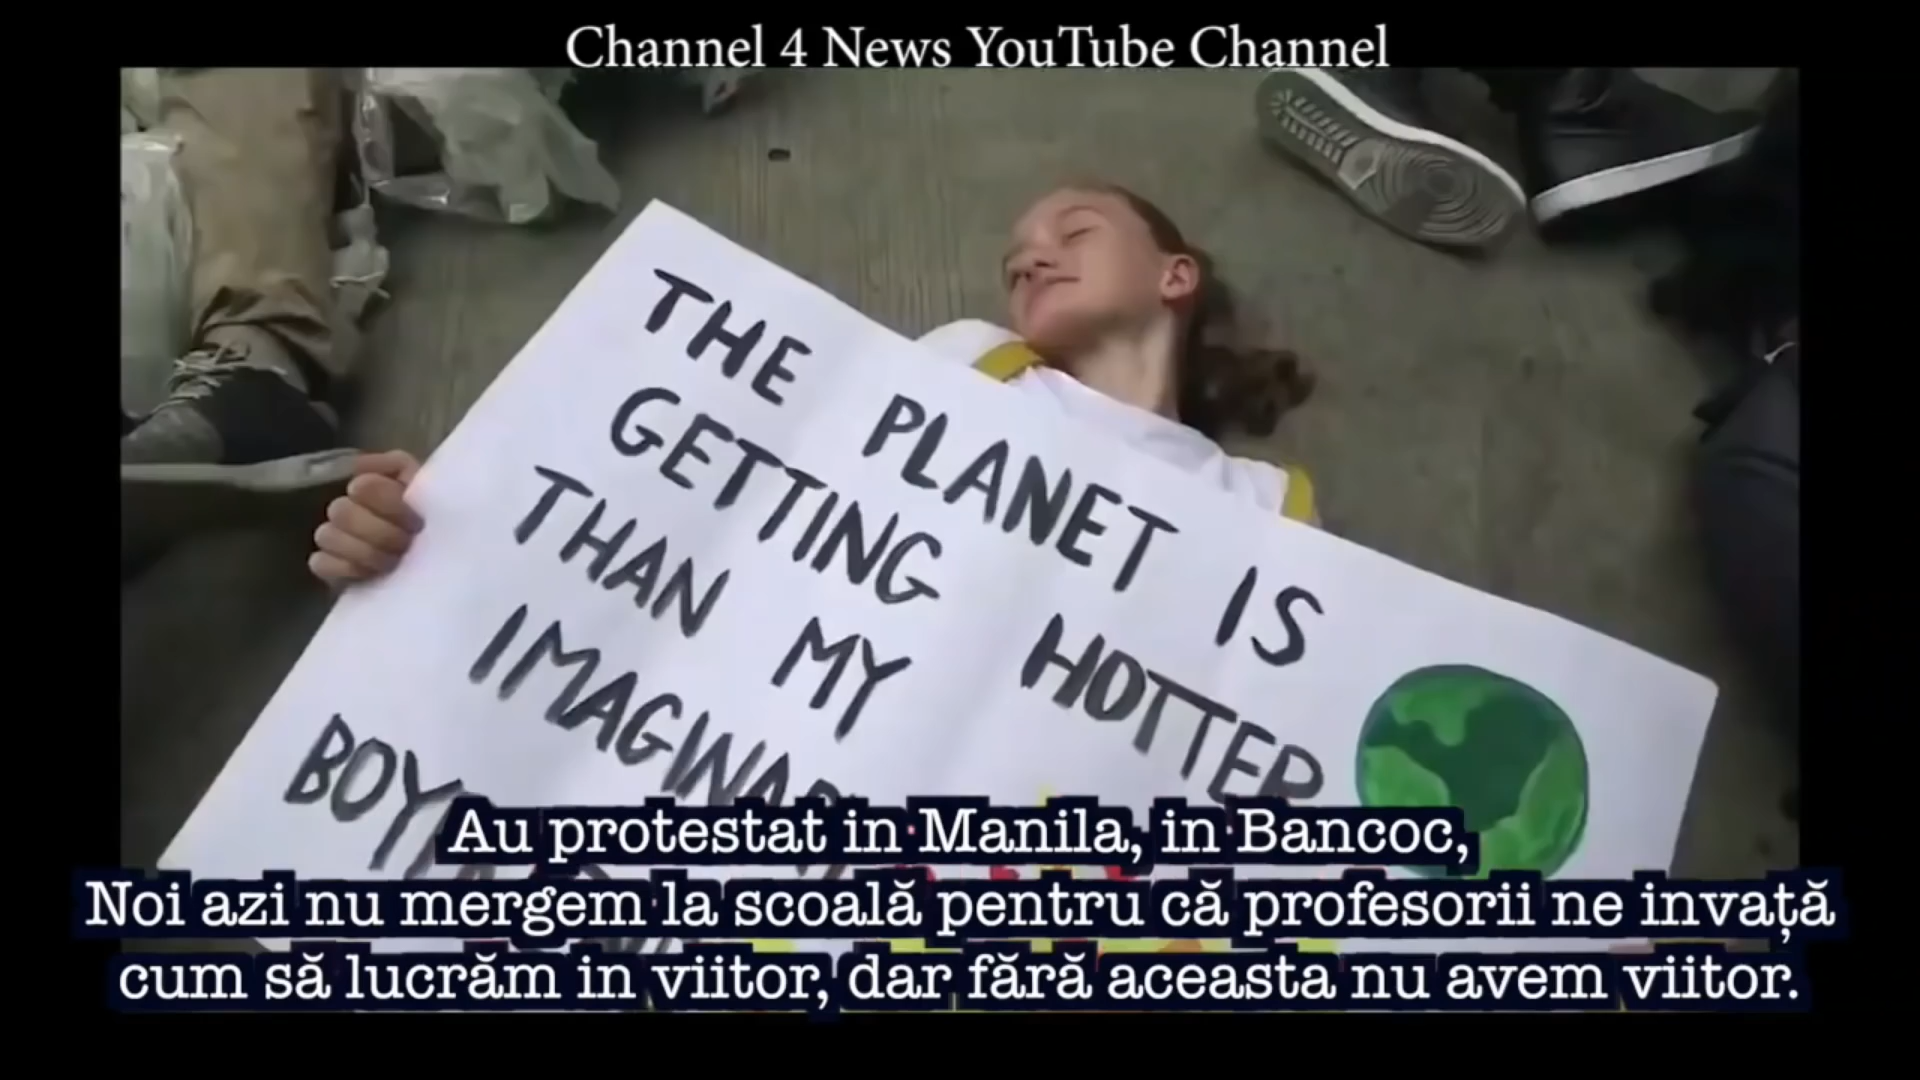 Channel 4 News YouTube Channel
THE PLANET IS
GETTING HOTTER
THAN MY
IMAGINARY
Au protestat in Manila, in Bancoc,
Noi azi nu mergem la scoală pentru că profesorii ne invață
cum să lucrăm in viitor, dar fără aceasta nu avem viitor.